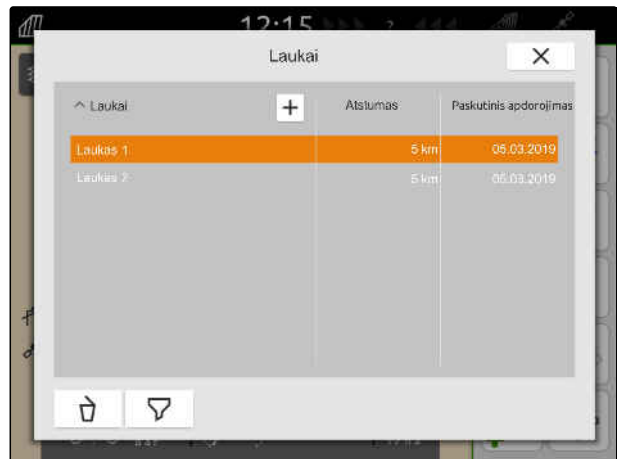 12:15 ?
Laukai
Laukai Atstumas Paskutinis apdorojimas
Laukas 1 5 km 05.03.2019
Laukas 2 5 km 05.03.2019